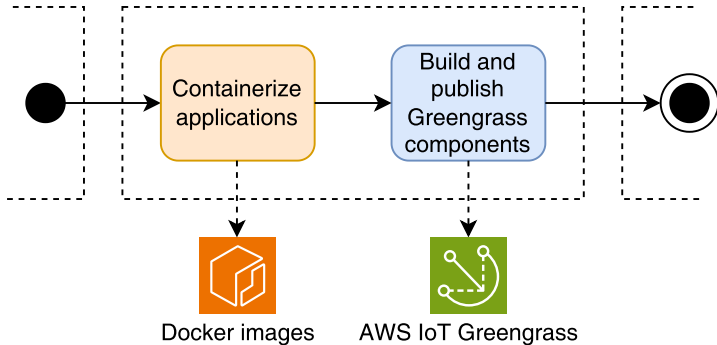 Containerize
applications
Build and
publish
Greengrass
components
Docker images
AWS IoT Greengrass